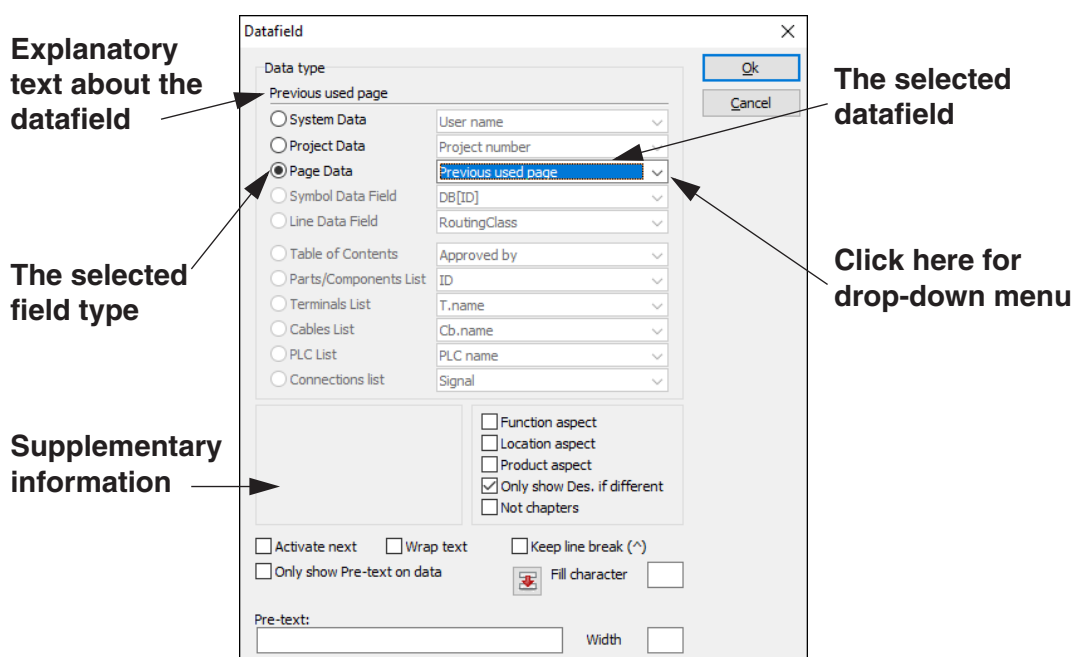 Datafield
Explanatory
text about the
datafield
Data type
Previous used page
Ok
Cancel
The selected
datafield
System Data User name
Project Data Project number
Page Data Previous used page
Symbol Data Field DB[ID]
Line Data Field RoutingClass
Table of Contents Approved by
Parts/Components List ID
Terminals List T.name
Cables List Cb.name
PLC List PLC name
Connections list Signal
The selected
field type
Click here for
drop-down menu
Supplementary
information
Function aspect
Location aspect
Product aspect
Only show Des. if different
Not chapters
Activate next Wrap text Keep line break (^)
Only show Pre-text on data Fill character
Pre-text:
Width